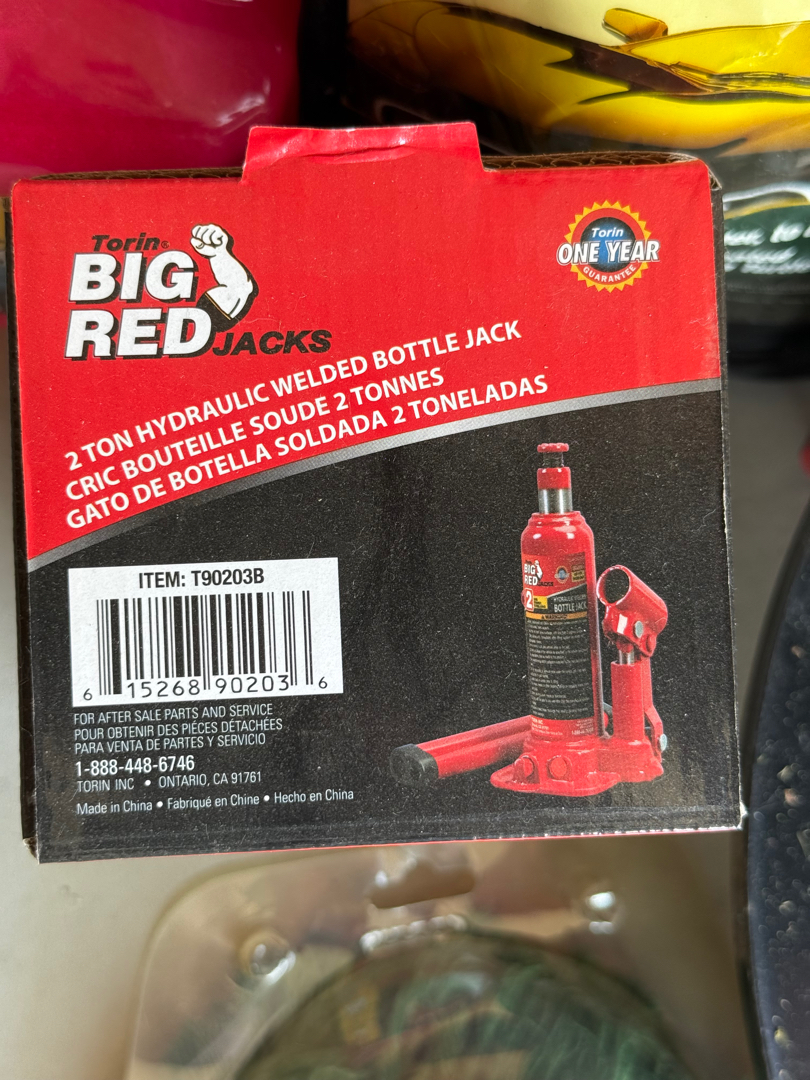 Torin®
BIG
RED JACKS
Torin
ONE YEAR
GUARANTEE
2 TON HYDRAULIC WELDED BOTTLE JACK
CRIC BOUTEILLE SOUDE 2 TONNES
GATO DE BOTELLA SOLDADA 2 TONELADAS
BIG
RED JACKS
2
BOTTLE JACK
ITEM: T90203B
6 15268 90203 6
FOR AFTER SALE PARTS AND SERVICE
POUR OBTENIR DES PIÉCES DÉTACHÉES
PARA VENTA DE PARTES Y SERVICIO
1-888-448-6746
TORIN INC • ONTARIO, CA 91761
Made in China • Fabriqué en Chine • Hecho en China